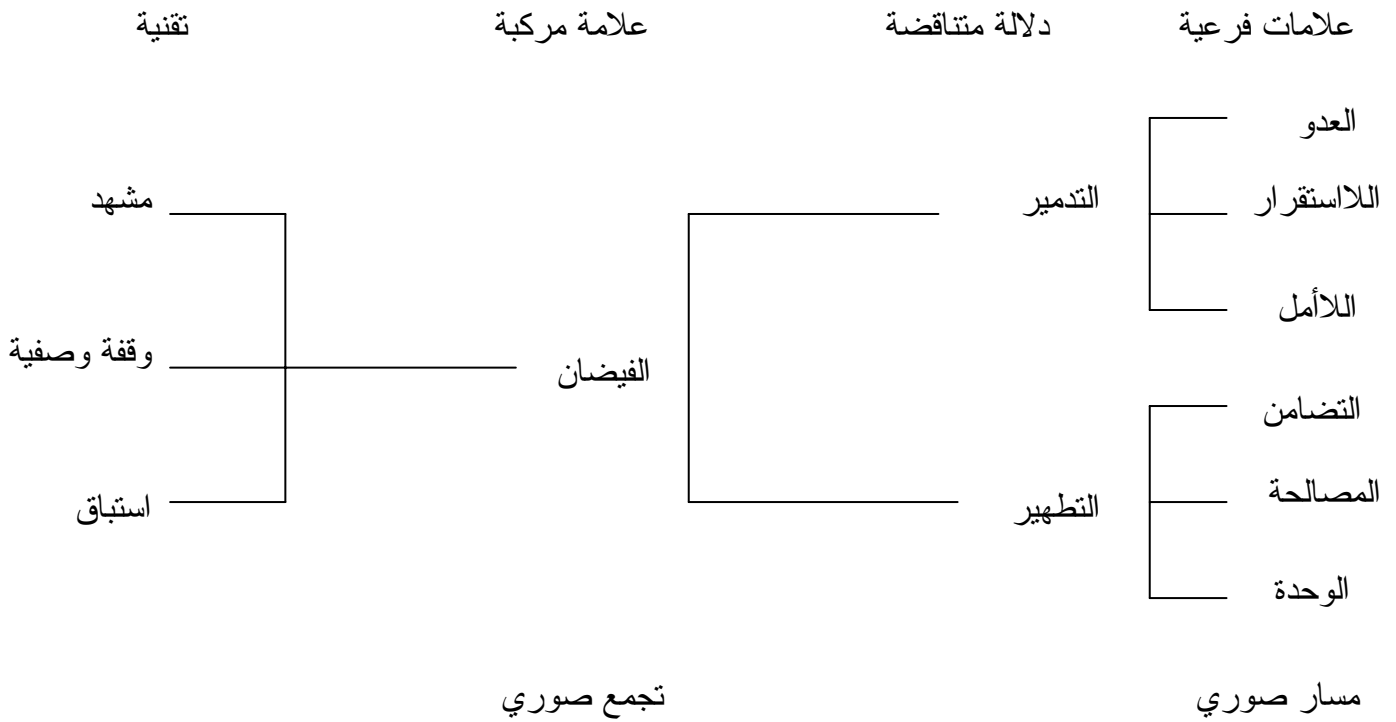 علامات فرعية
دلالة متناقضة
علامة مركبة
تقنية
العدو
اللااستقرار
التدمير
مشهد
اللاأمل
وقفة وصفية
الفيضان
التضامن
المصالحة
التطهير
استباق
الوحدة
مسار صوري
تجمع صوري